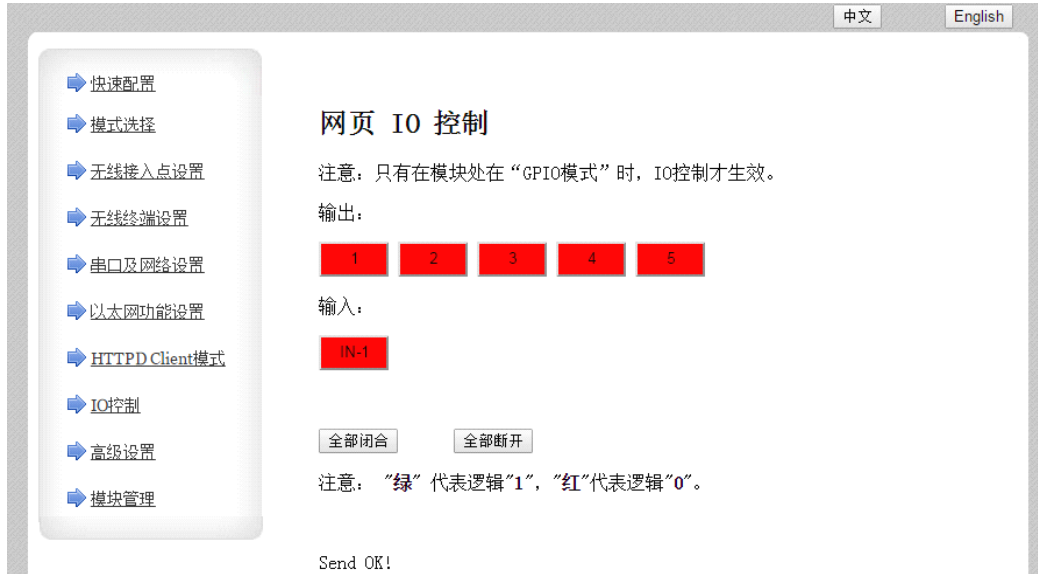 中文 English
快速配置
模式选择
无线接入点设置
无线终端设置
串口及网络设置
以太网功能设置
HTTPD Client模式
IO控制
高级设置
模块管理
网页 IO 控制
注意：只有在模块处在“GPIO模式”时，IO控制才生效。
输出：
1 2 3 4 5
输入：
IN-1
全部闭合 全部断开
注意： ″绿″ 代表逻辑″1″，″红″代表逻辑″0″。
Send OK!